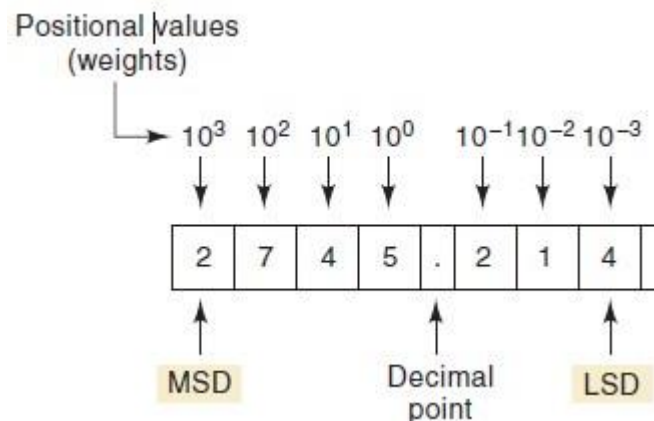 Positional values
(weights)
10³ 10² 10¹ 10⁰ 10⁻¹ 10⁻² 10⁻³
2 7 4 5 . 2 1 4
MSD Decimal LSD
point